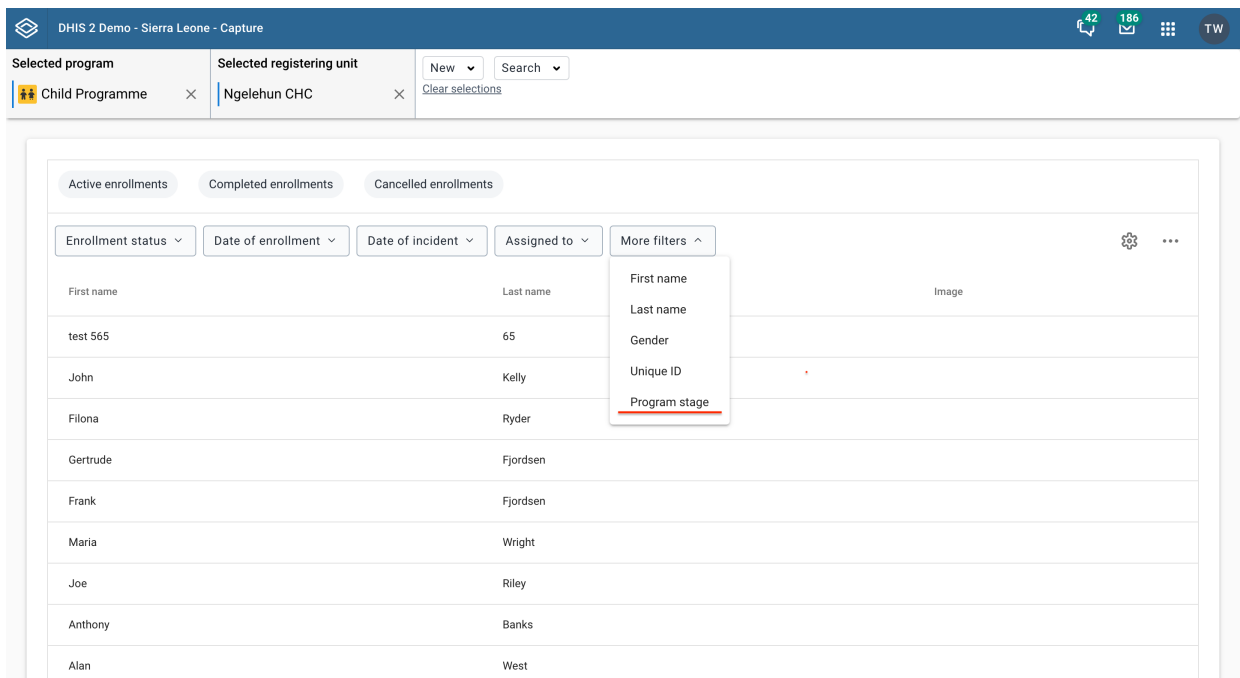 DHIS 2 Demo - Sierra Leone - Capture
42
186
TW
Selected program
Selected registering unit
Child Programme
Ngelehun CHC
New
Search
Clear selections
Active enrollments
Completed enrollments
Cancelled enrollments
Enrollment status
Date of enrollment
Date of incident
Assigned to
More filters
First name
Last name
Gender
Unique ID
Program stage
First name Last name Image
test 565 65
John Kelly
Filona Ryder
Gertrude Fjordsen
Frank Fjordsen
Maria Wright
Joe Riley
Anthony Banks
Alan West